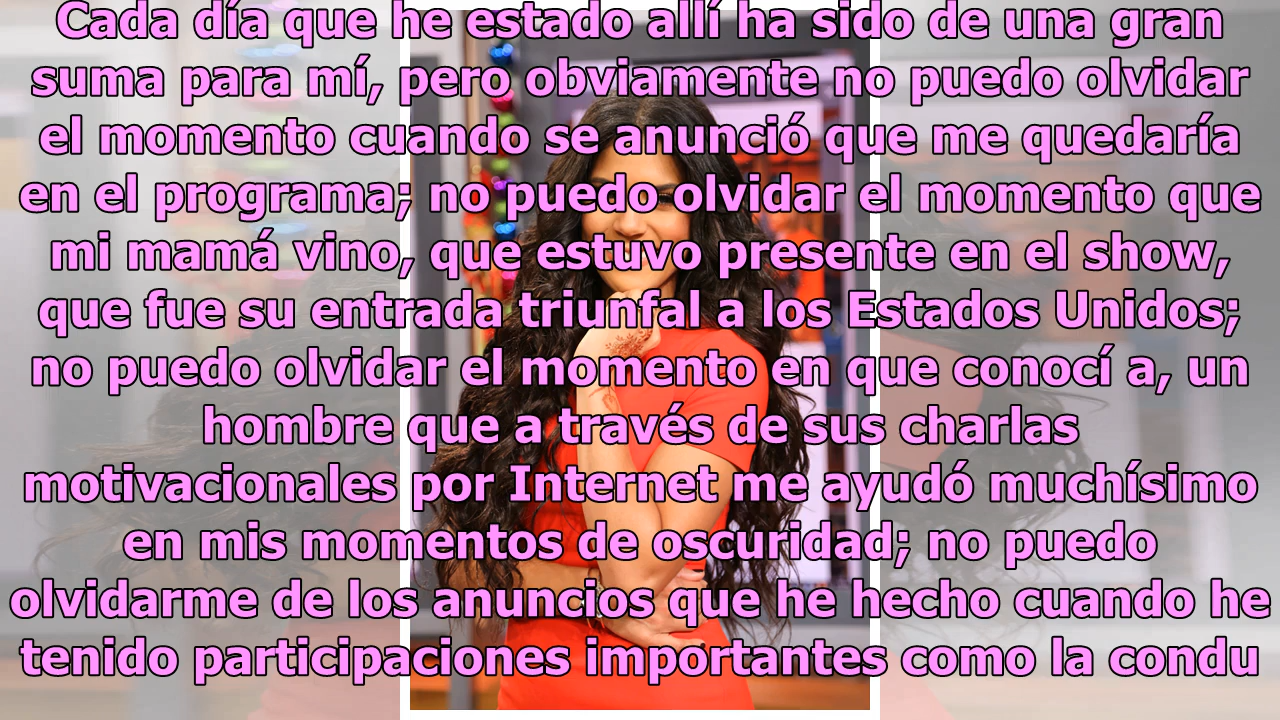 Cada día que he estado allí ha sido de una gran
suma para mí, pero obviamente no puedo olvidar
el momento cuando se anunció que me quedaría
en el programa; no puedo olvidar el momento que
mi mamá vino, que estuvo presente en el show,
que fue su entrada triunfal a los Estados Unidos;
no puedo olvidar el momento en que conocí a, un
hombre que a través de sus charlas
motivacionales por Internet me ayudó muchísimo
en mis momentos de oscuridad; no puedo
olvidarme de los anuncios que he hecho cuando he
tenido participaciones importantes como la condu